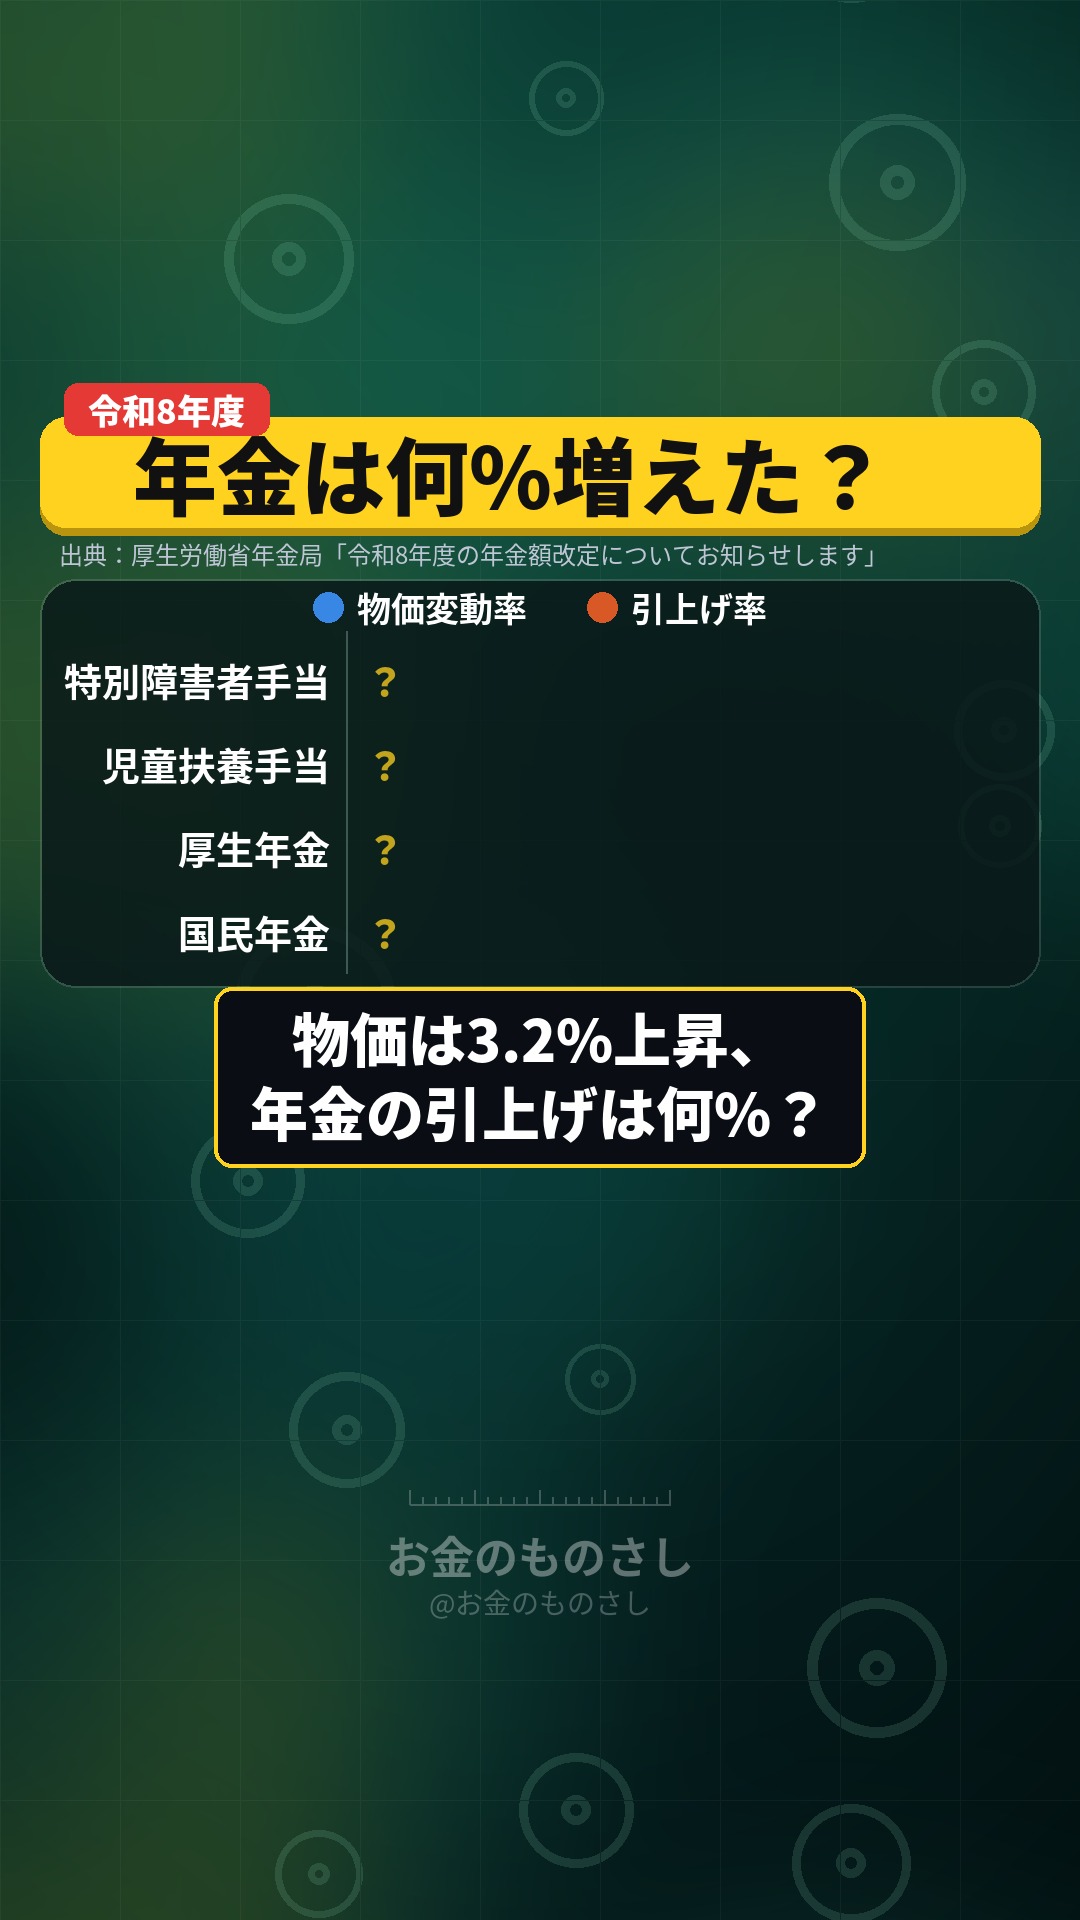 令和8年度
年金は何%増えた？
出典：厚生労働省年金局「令和8年度の年金額改定についてお知らせします」
物価変動率 引上げ率
特別障害者手当 ?
児童扶養手当 ?
厚生年金 ?
国民年金 ?
物価は3.2%上昇、
年金の引上げは何%？
お金のものさし
@お金のものさし